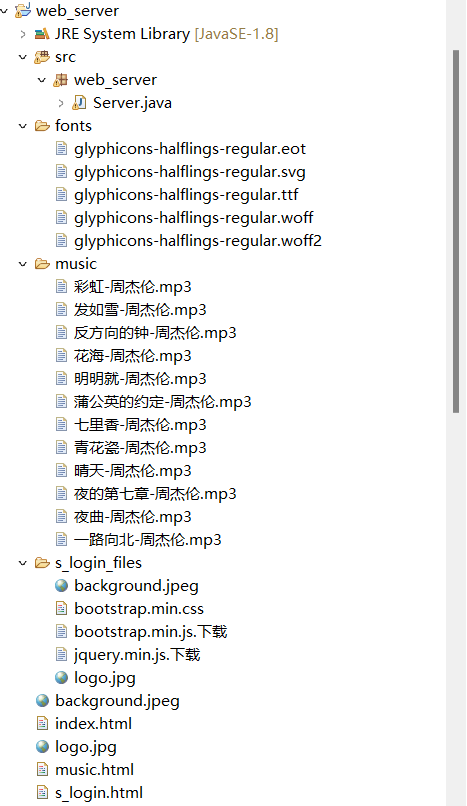 web_server
JRE System Library [JavaSE-1.8]
src
web_server
Server.java
fonts
glyphicons-halflings-regular.eot
glyphicons-halflings-regular.svg
glyphicons-halflings-regular.ttf
glyphicons-halflings-regular.woff
glyphicons-halflings-regular.woff2
music
彩虹-周杰伦.mp3
发如雪-周杰伦.mp3
反方向的钟-周杰伦.mp3
花海-周杰伦.mp3
明明就-周杰伦.mp3
蒲公英的约定-周杰伦.mp3
七里香-周杰伦.mp3
青花瓷-周杰伦.mp3
晴天-周杰伦.mp3
夜的第七章-周杰伦.mp3
夜曲-周杰伦.mp3
一路向北-周杰伦.mp3
s_login_files
background.jpeg
bootstrap.min.css
bootstrap.min.js.下载
jquery.min.js.下载
logo.jpg
background.jpeg
index.html
logo.jpg
music.html
s_login.html